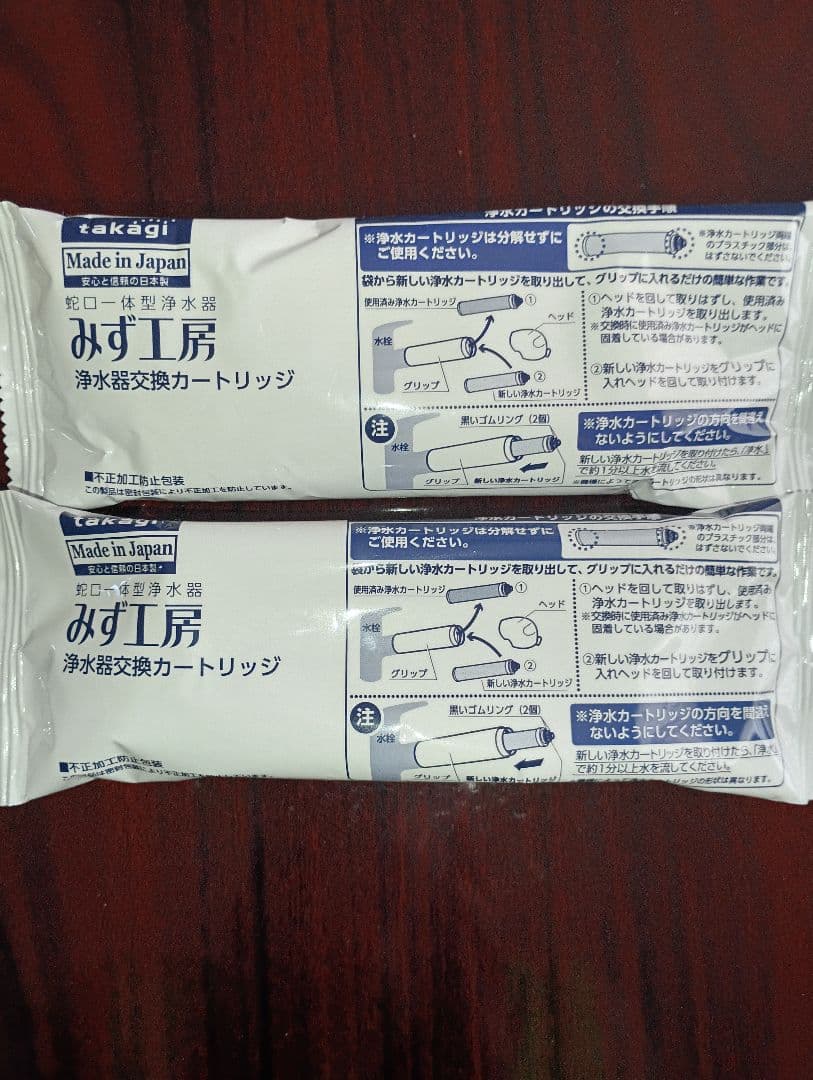 takagi
Made in Japan
安心と信頼の日本製
蛇口一体型浄水器
みず工房
浄水器交換カートリッジ
■不正加工防止包装
この製品は密封包装により不正加工を防止しています。
浄水カートリッジの交換手順
※浄水カートリッジは分解せずに
ご使用ください。
※浄水カートリッジ両端
のプラスチック部分は
はずさないでください。
袋から新しい浄水カートリッジを取り出して、グリップに入れるだけの簡単な作業です。
使用済み浄水カートリッジ
①
ヘッド
水栓
グリップ
②
新しい浄水カートリッジ
①ヘッドを回して取りはずし、使用済み
浄水カートリッジを取り出します。
※交換時に使用済み浄水カートリッジがヘッドに
固着している場合があります。
②新しい浄水カートリッジをグリップに
入れヘッドを回して取り付けます。
注
黒いゴムリング（2個）
水栓
グリップ
新しい浄水カートリッジ
※浄水カートリッジの方向を間違え
ないようにしてください。
新しい浄水カートリッジを取り付けたら、「浄水」
で約1分以上水を流してください。
カートリッジの形状は異なります。
takagi
Made in Japan
安心と信頼の日本製
蛇口一体型浄水器
みず工房
浄水器交換カートリッジ
■不正加工防止包装
浄水カートリッジの交換
※浄水カートリッジは分解せずに
ご使用ください。
※浄水カートリッジ両端
のプラスチック部分は
はずさないでください。
袋から新しい浄水カートリッジを取り出して、グリップに入れるだけの簡単な作業です。
使用済み浄水カートリッジ
①
ヘッド
水栓
グリップ
②
新しい浄水カートリッジ
①ヘッドを回して取りはずし、使用済み
浄水カートリッジを取り出します。
※交換時に使用済み浄水カートリッジがヘッドに
固着している場合があります。
②新しい浄水カートリッジをグリップに
入れヘッドを回して取り付けます。
注
黒いゴムリング（2個）
水栓
グリップ
新しい浄水カートリッジ
※浄水カートリッジの方向を間違え
ないようにしてください。
新しい浄水カートリッジを取り付けたら、「浄水」
で約1分以上水を流してください。
カートリッジの形状は異なります。